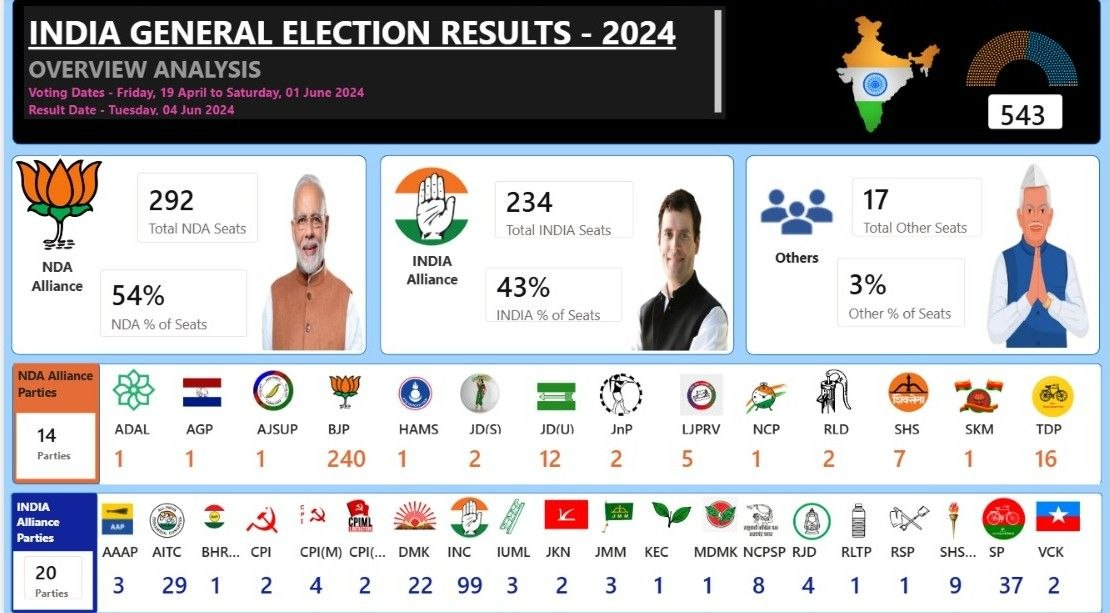 INDIA GENERAL ELECTION RESULTS - 2024
OVERVIEW ANALYSIS
Voting Dates - Friday, 19 April to Saturday, 01 June 2024
Result Date - Tuesday, 04 Jun 2024
543
NDA
Alliance
292
Total NDA Seats
54%
NDA % of Seats
INDIA
Alliance
234
Total INDIA Seats
43%
INDIA % of Seats
Others
17
Total Other Seats
3%
Other % of Seats
NDA Alliance
Parties
14
Parties
शिवसेना
ADAL AGP AJSUP BJP HAMS JD(S) JD(U) JnP LJPRV NCP RLD SHS SKM TDP
1 1 1 240 1 2 12 2 5 1 2 7 1 16
INDIA
Alliance
Parties
20
Parties
AAP
CPI
CPIML
JMM
AAAP AITC BHR... CPI CPI(M) CPI(... DMK INC IUML JKN JMM KEC MDMK NCPSP RJD RLTP RSP SHS... SP VCK
3 29 1 2 4 2 22 99 3 2 3 1 1 8 4 1 1 9 37 2